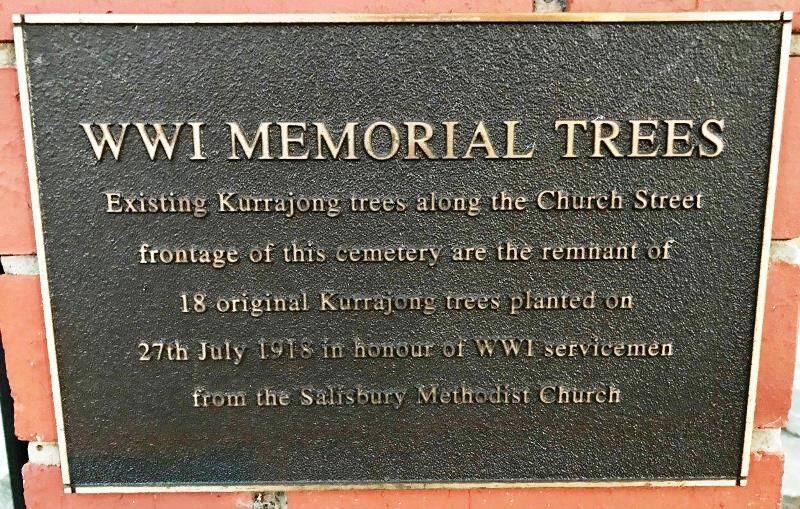 WWI MEMORIAL TREES
Existing Kurrajong trees along the Church Street
frontage of this cemetery are the remnant of
18 original Kurrajong trees planted on
27th July 1918 in honour of WWI servicemen
from the Salisbury Methodist Church